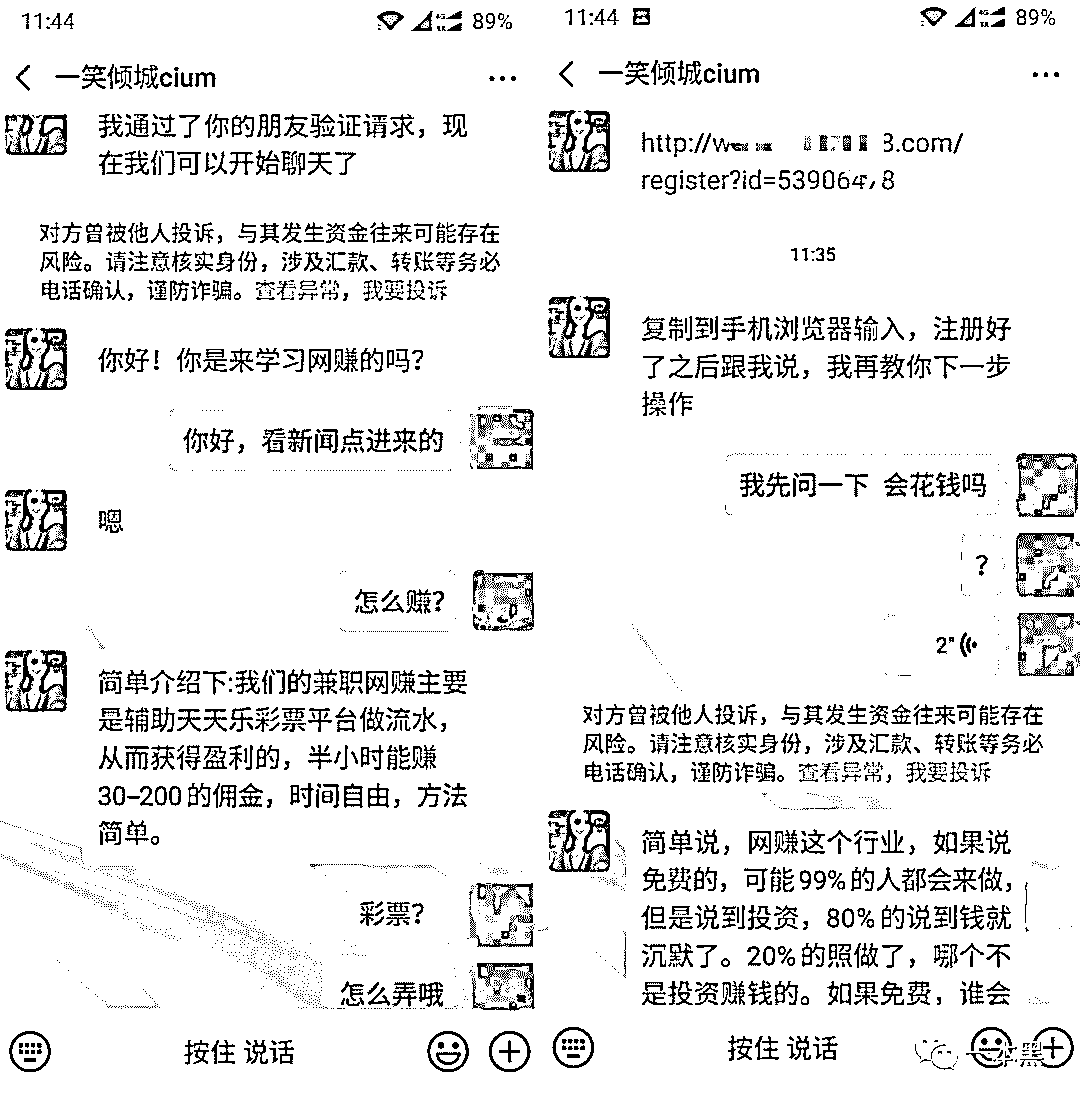 11:44
89%
一笑倾城cium
我通过了你的朋友验证请求，现
在我们可以开始聊天了
对方曾被他人投诉，与其发生资金往来可能存在
风险。请注意核实身份，涉及汇款、转账等务必
电话确认，谨防诈骗。查看异常，我要投诉
你好！你是来学习网赚的吗？
你好，看新闻点进来的
嗯
怎么赚？
简单介绍下:我们的兼职网赚主要
是辅助天天乐彩票平台做流水，
从而获得盈利的，半小时能赚
30–200的佣金，时间自由，方法
简单。
彩票？
怎么弄哦
按住 说话
11:44
89%
一笑倾城cium
http://w 8.com/
register?id=539064 8
11:35
复制到手机浏览器输入，注册好
了之后跟我说，我再教你下一步
操作
我先问一下 会花钱吗
？
2"
对方曾被他人投诉，与其发生资金往来可能存在
风险。请注意核实身份，涉及汇款、转账等务必
电话确认，谨防诈骗。查看异常，我要投诉
简单说，网赚这个行业，如果说
免费的，可能99%的人都会来做，
但是说到投资，80%的说到钱就
沉默了。20%的照做了，哪个不
是投资赚钱的。如果免费，谁会
按住 说话
一本黑